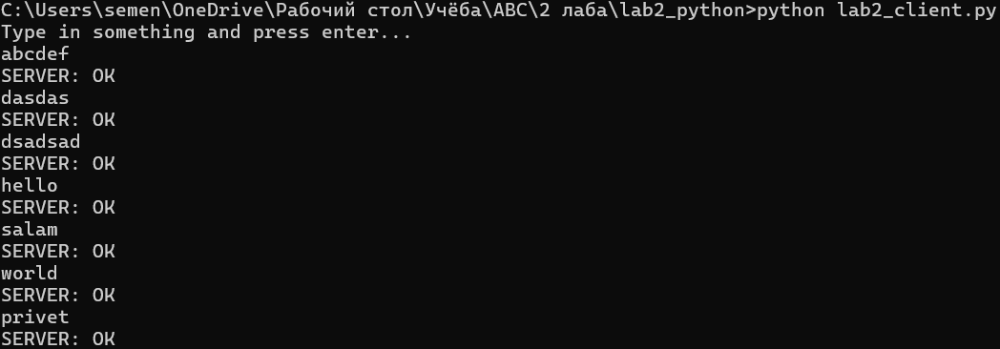 C:\Users\semen\OneDrive\Рабочий стол\Учёба\АВС\2 лаба\lab2_python>python lab2_client.py
Type in something and press enter...
abcdef
SERVER: OK
dasdas
SERVER: OK
dsadsad
SERVER: OK
hello
SERVER: OK
salam
SERVER: OK
world
SERVER: OK
privet
SERVER: OK